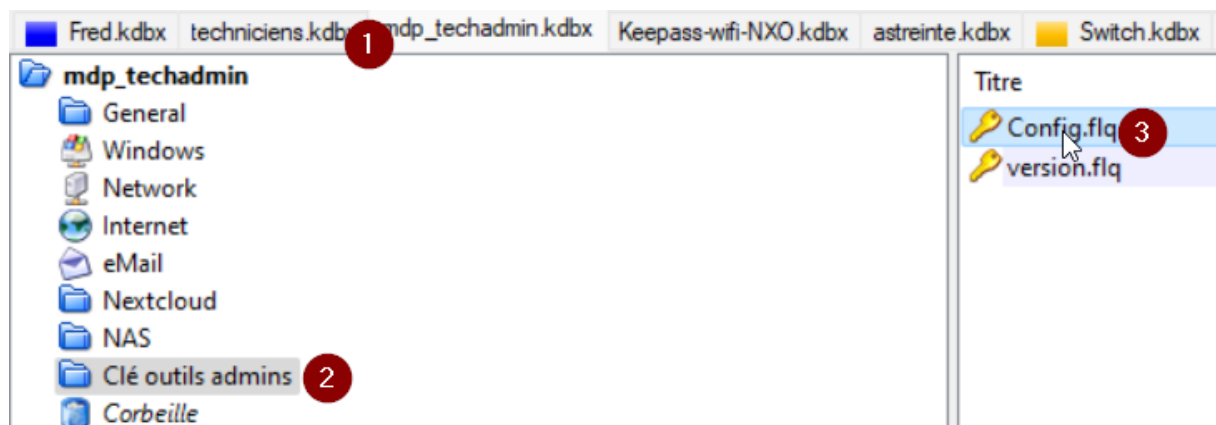 Fred.kdbx techniciens.kdbx mdp_techadmin.kdbx Keepass-wifi-NXO.kdbx astreinte.kdbx Switch.kdbx
1
mdp_techadmin
General
Windows
Network
Internet
eMail
Nextcloud
NAS
Clé outils admins 2
Corbeille
Titre
Config.flq 3
version.flq